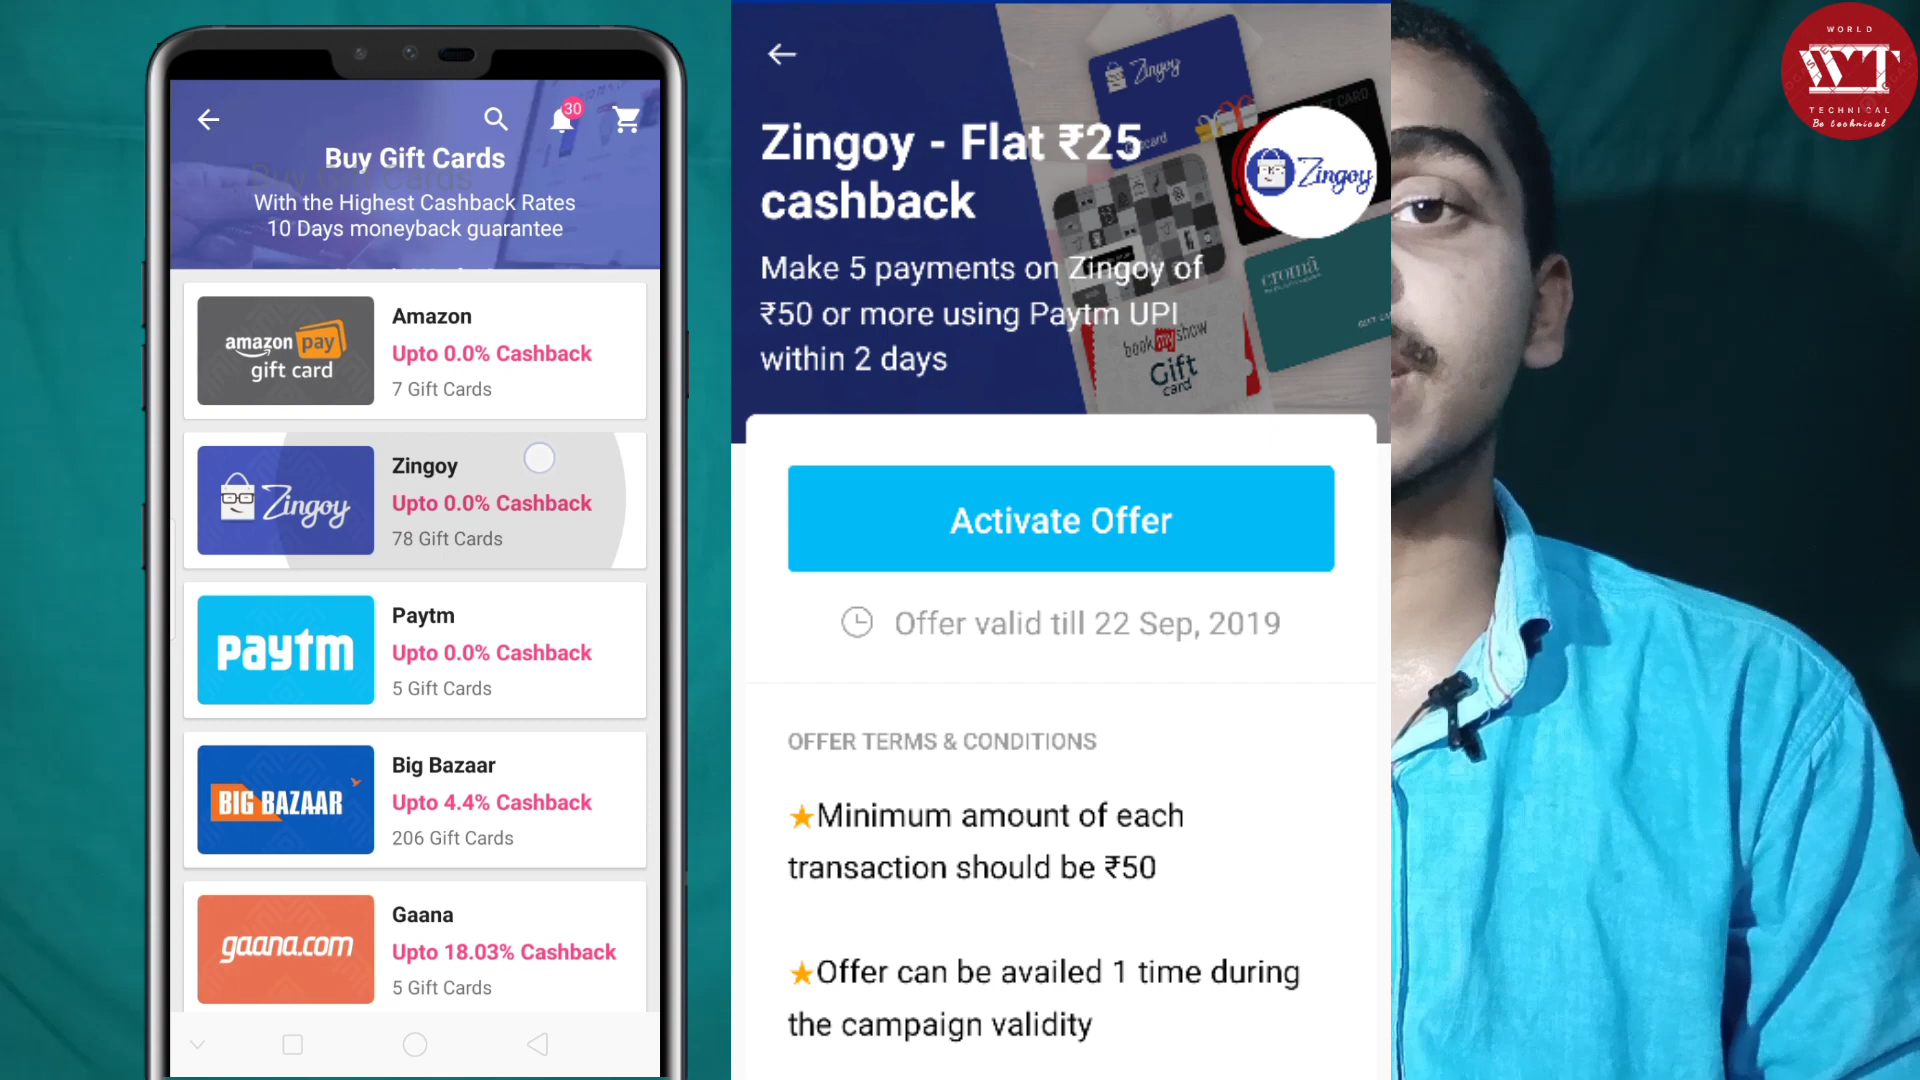 30
Buy Gift Cards
With the Highest Cashback Rates
10 Days moneyback guarantee
amazon pay
gift card
Amazon
Upto 0.0% Cashback
7 Gift Cards
Zingoy
Zingoy
Upto 0.0% Cashback
78 Gift Cards
paytm
Paytm
Upto 0.0% Cashback
5 Gift Cards
BIG BAZAAR
Big Bazaar
Upto 4.4% Cashback
206 Gift Cards
gaana.com
Gaana
Upto 18.03% Cashback
5 Gift Cards
Zingoy
Zingoy - Flat ₹25
cashback
Zingoy
Make 5 payments on Zingoy of
₹50 or more using Paytm UPI
within 2 days
croma
book my show
Gift
card
Activate Offer
Offer valid till 22 Sep, 2019
OFFER TERMS & CONDITIONS
★Minimum amount of each
transaction should be ₹50
★Offer can be availed 1 time during
the campaign validity
WORLD
WT
TECHNICAL
Be technical